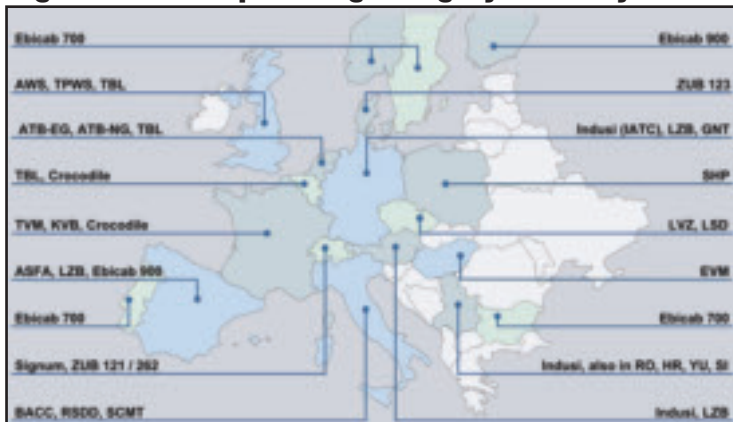 Ebicab 700
Ebicab 900
AWS, TPWS, TBL
ZUB 123
ATB-EG, ATB-NG, TBL
Indusi (IATC), LZB, GNT
TBL, Crocodile
SHP
TVM, KVB, Crocodile
LVZ, LSD
ASFA, LZB, Ebicab 900
EVM
Ebicab 700
Ebicab 700
Signum, ZUB 121 / 262
Indusi, also in RO, HR, YU, SI
BACC, RSDD, SCMT
Indusi, LZB